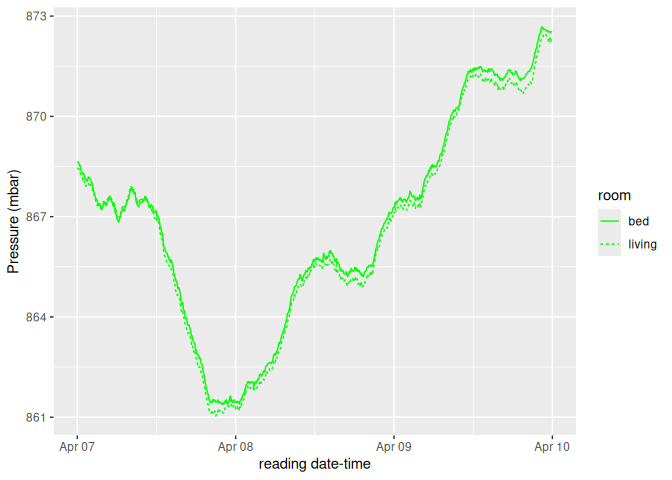 873
870
867
864
861
Pressure (mbar)
Apr 07 Apr 08 Apr 09 Apr 10
reading date-time
room
bed
living